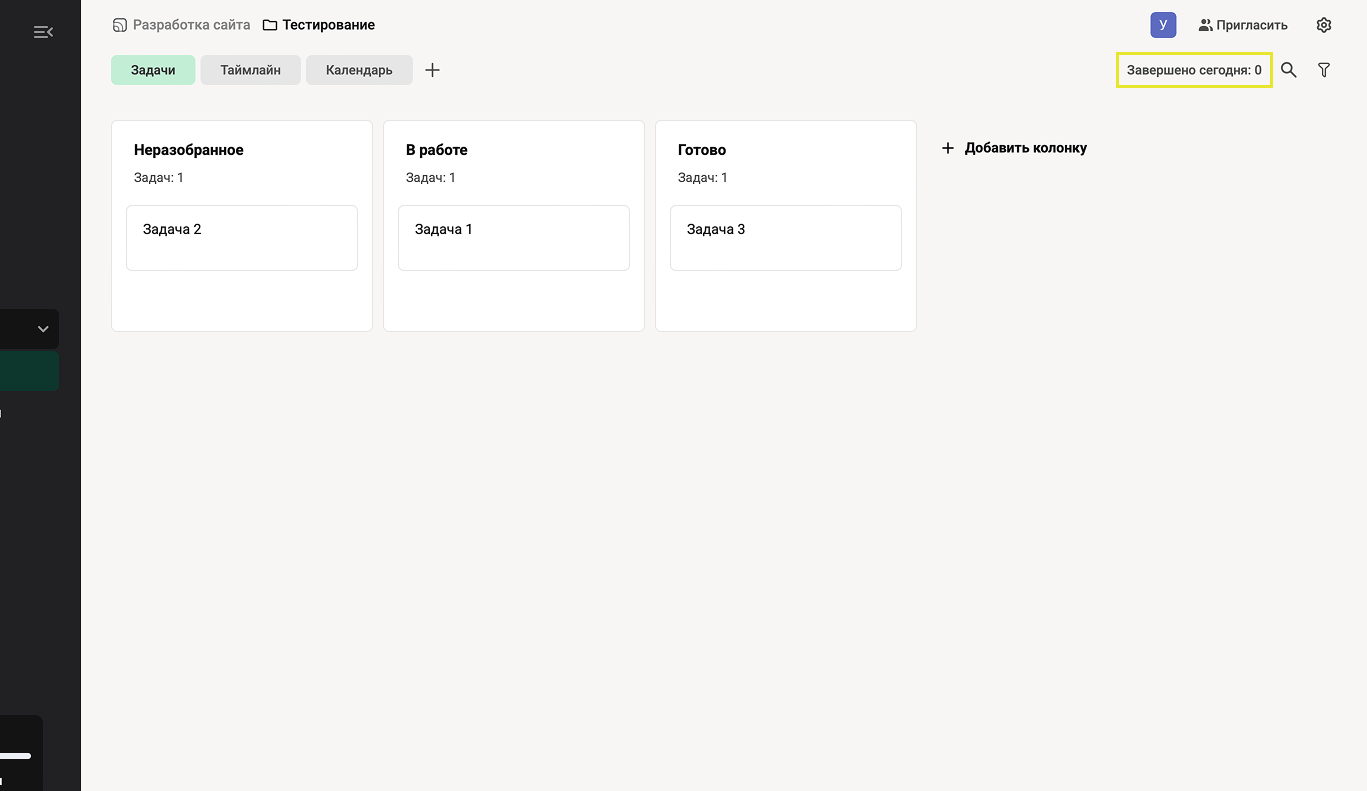 Разработка сайта Тестирование
У Пригласить
Задачи Таймлайн Календарь
Завершено сегодня: 0
Неразобранное
Задач: 1
Задача 2
В работе
Задач: 1
Задача 1
Готово
Задач: 1
Задача 3
Добавить колонку